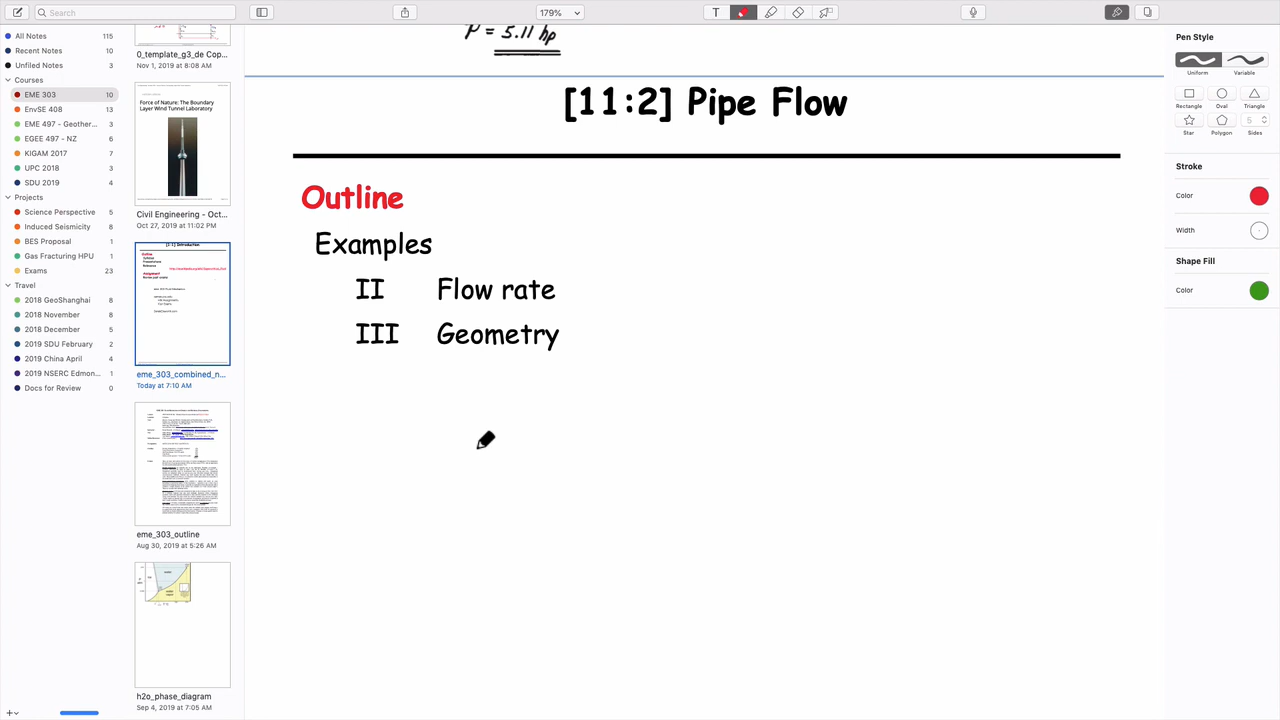 Search
179%
T
All Notes 115
Recent Notes 10
Unfiled Notes 3
Courses
EME 303 10
EnvSE 408 13
EME 497 - Geother... 3
EGEE 497 - NZ 6
KIGAM 2017 7
UPC 2018 3
SDU 2019 4
Projects
Science Perspective 5
Induced Seismicity 8
BES Proposal 1
Gas Fracturing HPU 1
Exams 23
Travel
2018 GeoShanghai 8
2018 November 8
2018 December 5
2019 SDU February 2
2019 China April 4
2019 NSERC Edmon... 1
Docs for Review 0
0_template_g3_de Cop...
Nov 1, 2019 at 8:08 AM
Force of Nature: The Boundary
Layer Wind Tunnel Laboratory
Civil Engineering - Oct...
Oct 27, 2019 at 11:02 PM
[1:1] Introduction
Outline
Assignment
eme_303_combined_n...
Today at 7:10 AM
eme_303_outline
Aug 30, 2019 at 5:26 AM
h2o_phase_diagram
Sep 4, 2019 at 7:05 AM
P = 5.11 hp
[11:2] Pipe Flow
Outline
Examples
II Flow rate
III Geometry
Pen Style
Uniform Variable
Rectangle Oval Triangle
5
Star Polygon Sides
Stroke
Color
Width
Shape Fill
Color